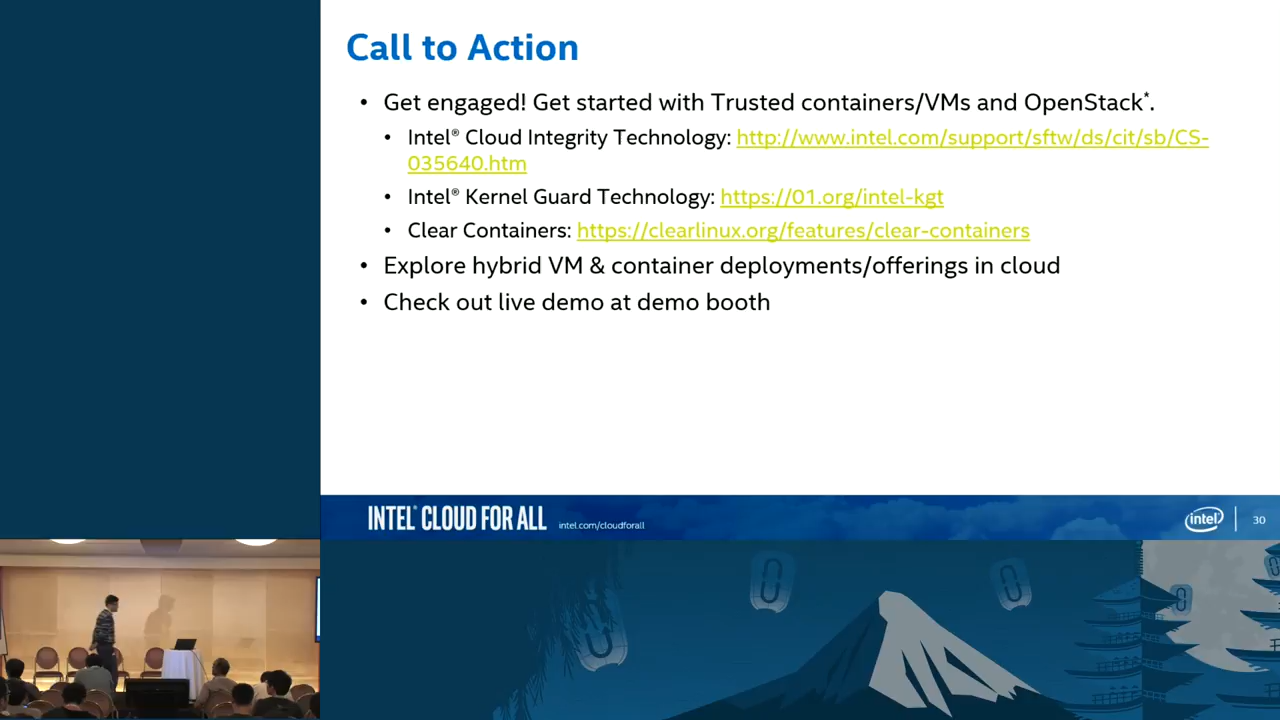 Call to Action
• Get engaged! Get started with Trusted containers/VMs and OpenStack*.
• Intel® Cloud Integrity Technology: http://www.intel.com/support/sftw/ds/cit/sb/CS-
035640.htm
• Intel® Kernel Guard Technology: https://01.org/intel-kgt
• Clear Containers: https://clearlinux.org/features/clear-containers
• Explore hybrid VM & container deployments/offerings in cloud
• Check out live demo at demo booth
INTEL® CLOUD FOR ALL intel.com/cloudforall
intel 30